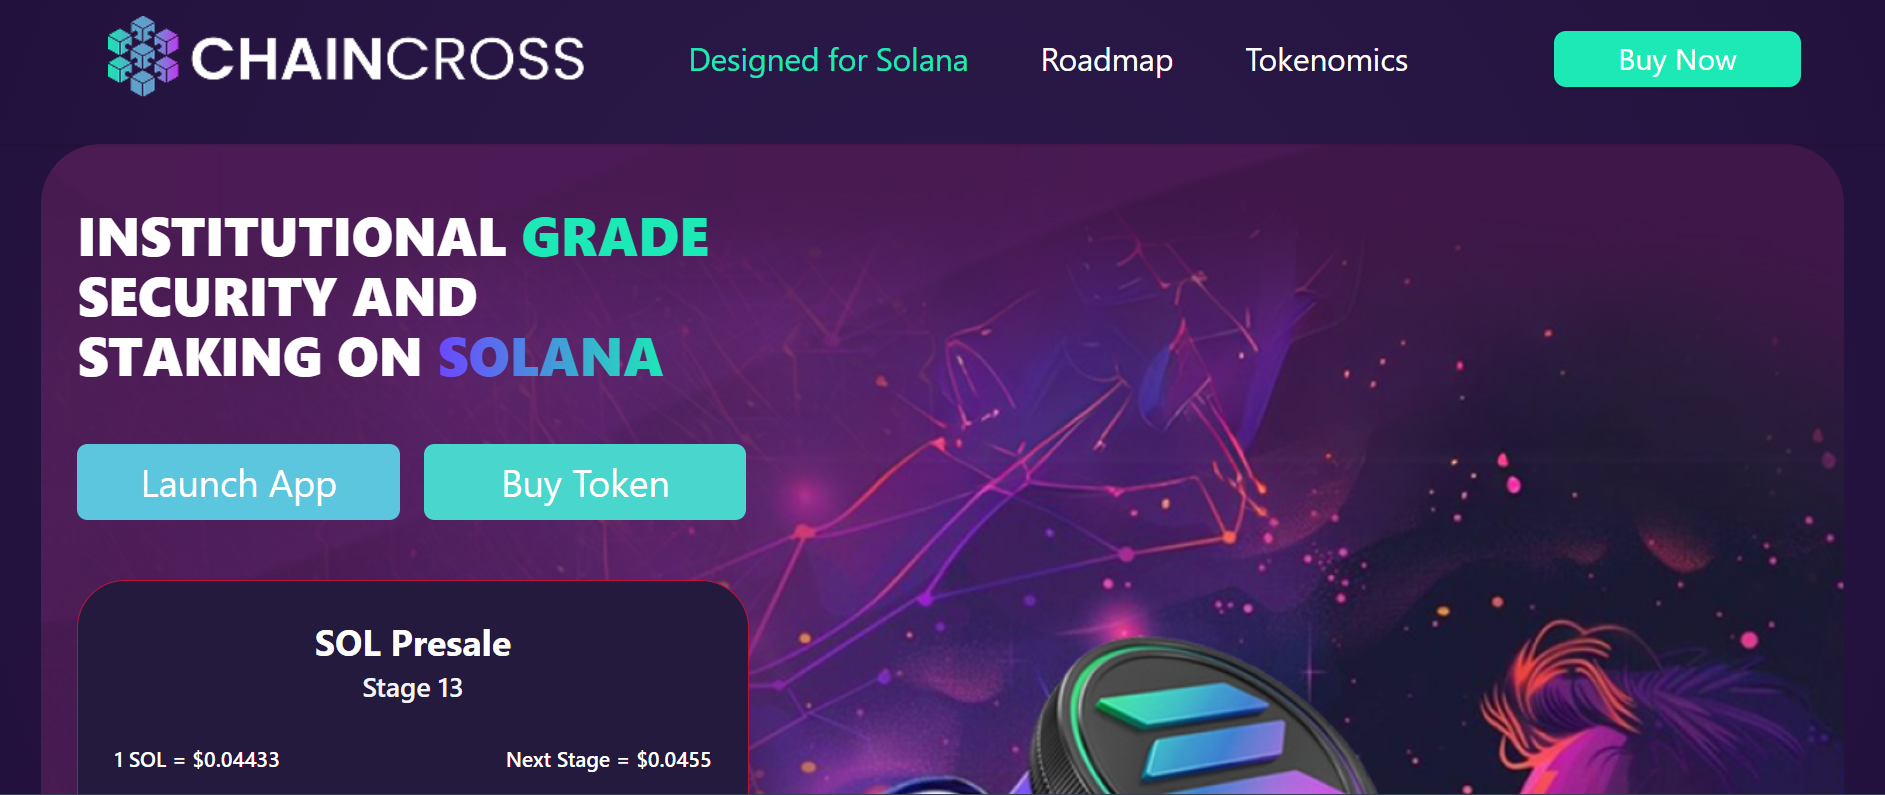 CHAINCROSS
Designed for Solana
Roadmap
Tokenomics
Buy Now
INSTITUTIONAL GRADE
SECURITY AND
STAKING ON SOLANA
Launch App
Buy Token
SOL Presale
Stage 13
1 SOL = $0.04433
Next Stage = $0.0455